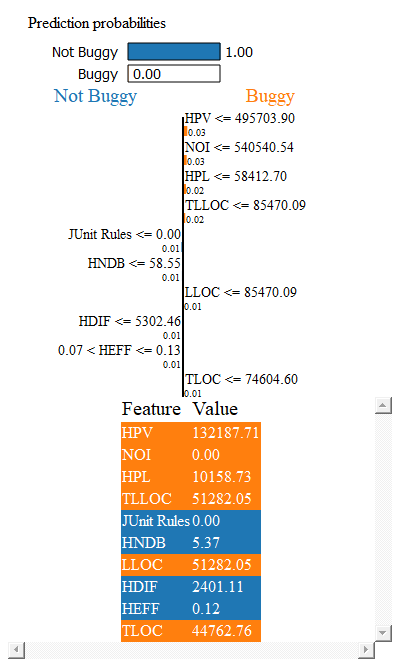 Prediction probabilities
Not Buggy 1.00
Buggy 0.00
Not Buggy Buggy
HPV <= 495703.90
0.03
NOI <= 540540.54
0.03
HPL <= 58412.70
0.02
TLLOC <= 85470.09
0.02
JUnit Rules <= 0.00
0.01
HNDB <= 58.55
0.01
LLOC <= 85470.09
0.01
HDIF <= 5302.46
0.01
0.07 < HEFF <= 0.13
0.01
TLOC <= 74604.60
0.01
Feature Value
HPV 132187.71
NOI 0.00
HPL 10158.73
TLLOC 51282.05
JUnit Rules 0.00
HNDB 5.37
LLOC 51282.05
HDIF 2401.11
HEFF 0.12
TLOC 44762.76